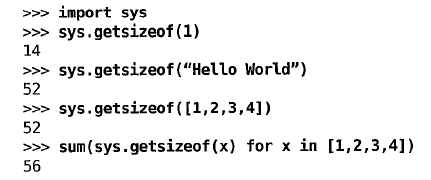 >>> import sys
>>> sys.getsizeof(1)
14
>>> sys.getsizeof(“Hello World”)
52
>>> sys.getsizeof([1,2,3,4])
52
>>> sum(sys.getsizeof(x) for x in [1,2,3,4])
56